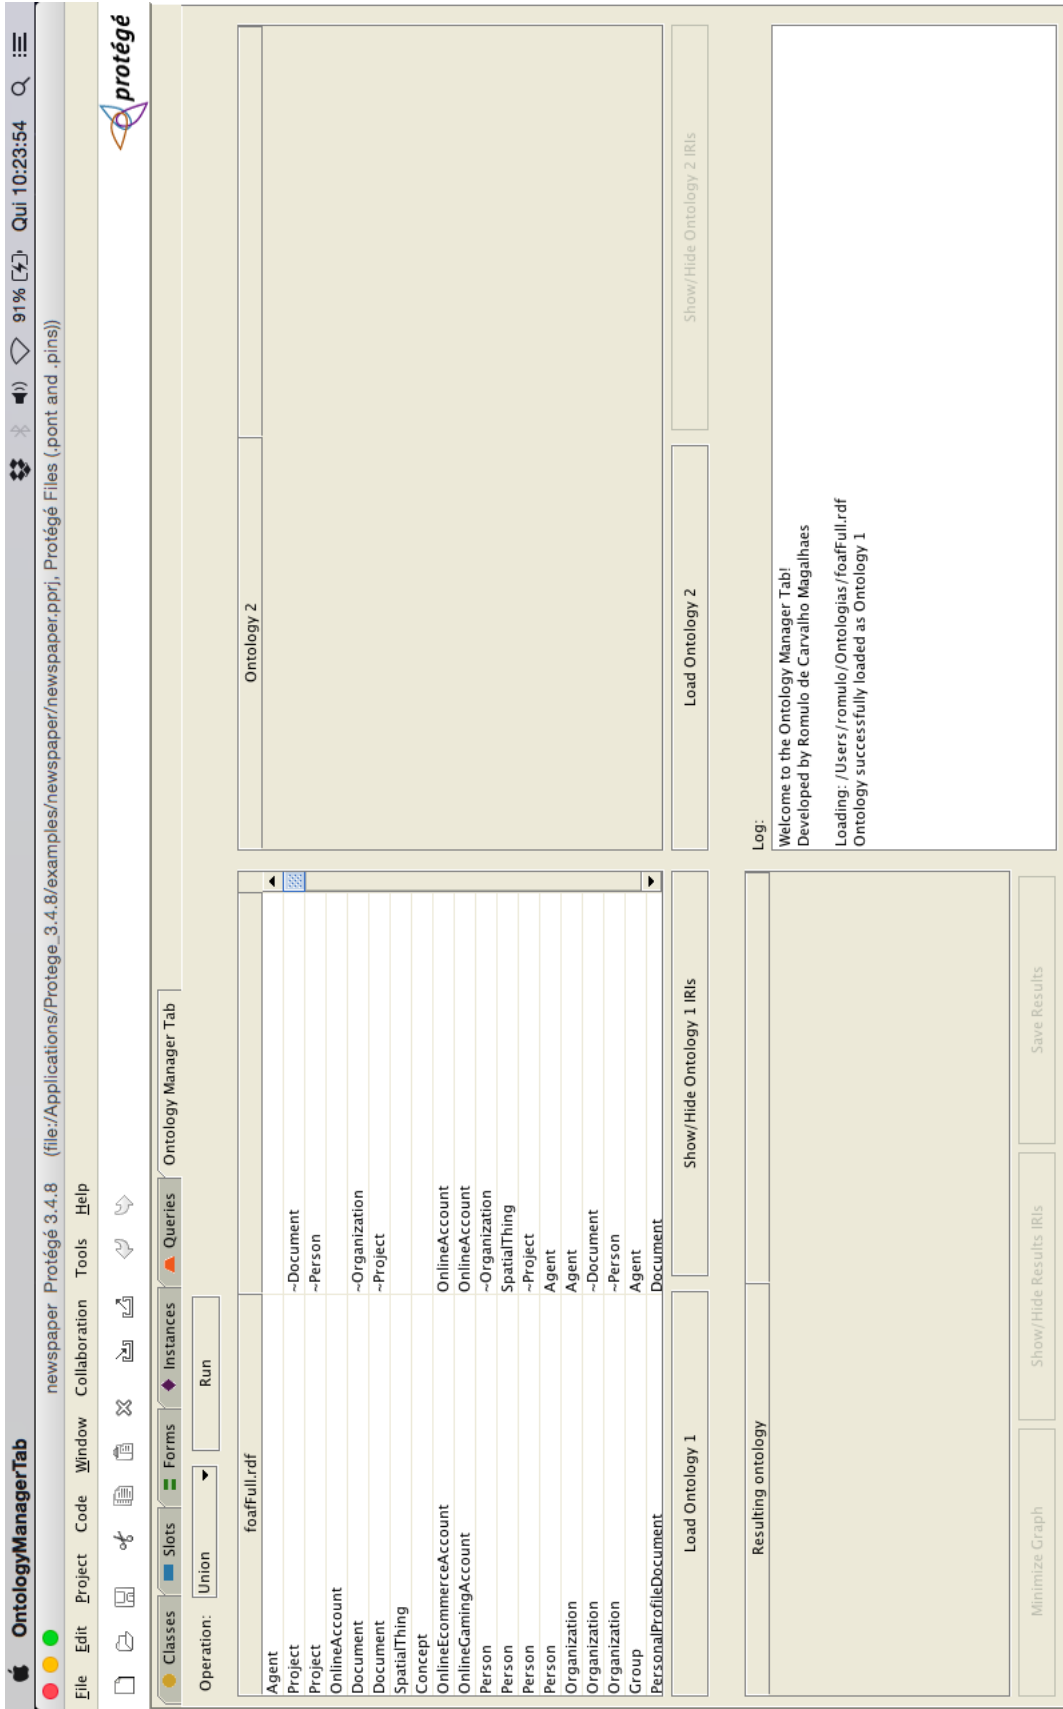 OntologyManagerTab 91% Qui 10:23:54
newspaper Protégé 3.4.8 (file:/Applications/Protege_3.4.8/examples/newspaper/newspaper.pprj, Protégé Files (.pont and .pins))
File Edit Project Code Window Collaboration Tools Help
protégé
Classes Slots Forms Instances Queries Ontology Manager Tab
Operation: Union Run
foafFull.rdf
Agent
Project ~Document
Project ~Person
OnlineAccount
Document ~Organization
Document ~Project
SpatialThing
Concept
OnlineEcommerceAccount OnlineAccount
OnlineGamingAccount OnlineAccount
Person ~Organization
Person SpatialThing
Person ~Project
Person Agent
Organization Agent
Organization ~Document
Organization ~Person
Group Agent
PersonalProfileDocument Document
Load Ontology 1 Show/Hide Ontology 1 IRIs
Ontology 2
Load Ontology 2 Show/Hide Ontology 2 IRIs
Resulting ontology
Minimize Graph Show/Hide Results IRIs Save Results
Log:
Welcome to the Ontology Manager Tab!
Developed by Romulo de Carvalho Magalhaes
Loading: /Users/romulo/Ontologias/foafFull.rdf
Ontology successfully loaded as Ontology 1